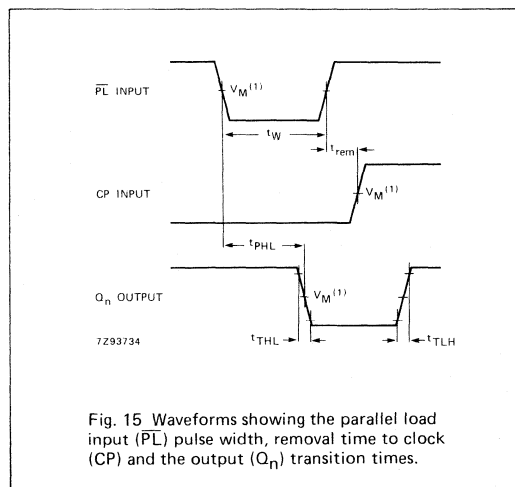 PL INPUT
VM(1)
tW
trem
CP INPUT
VM(1)
tPHL
Qn OUTPUT
VM(1)
7Z93734
tTHL
tTLH
Fig. 15 Waveforms showing the parallel load
input (PL) pulse width, removal time to clock
(CP) and the output (Qn) transition times.